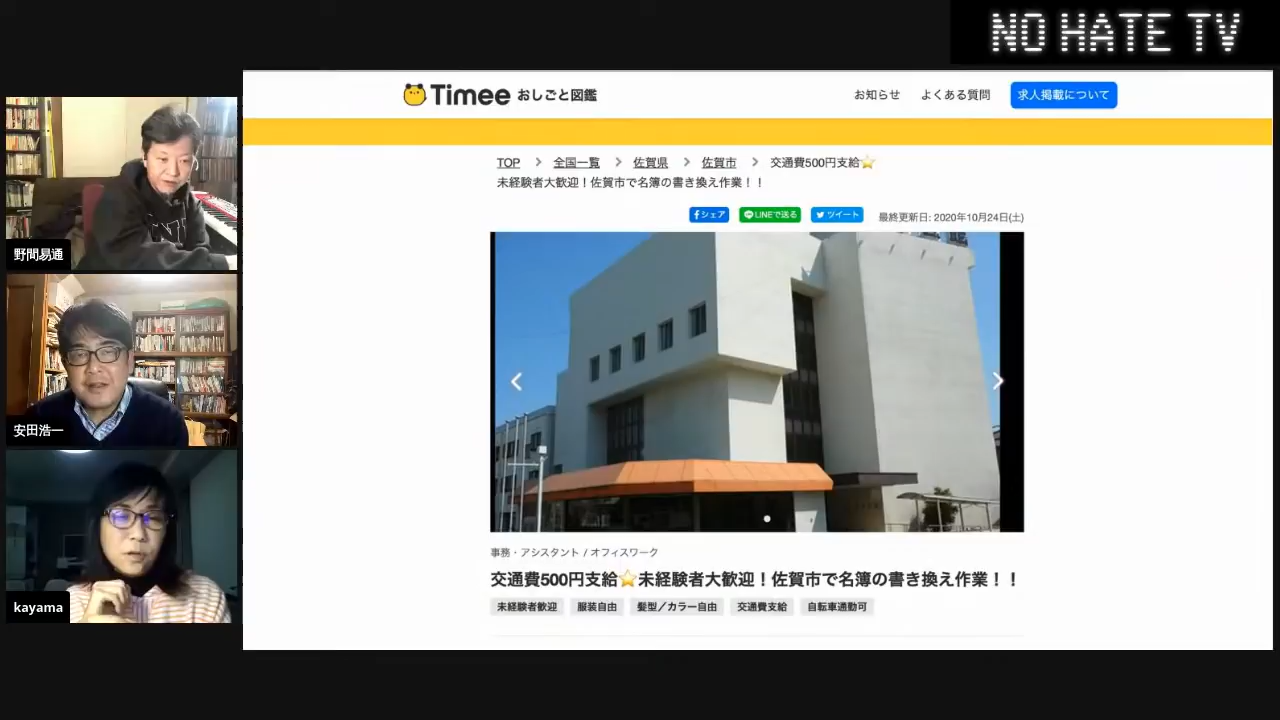 NO HATE TV
Timee おしごと図鑑
お知らせ
よくある質問
求人掲載について
TOP > 全国一覧 > 佐賀県 > 佐賀市 > 交通費500円支給⭐
未経験者大歓迎！佐賀市で名簿の書き換え作業！！
シェア
LINEで送る
ツイート
最終更新日: 2020年10月24日(土)
野間易通
安田浩一
kayama
事務・アシスタント / オフィスワーク
交通費500円支給⭐未経験者大歓迎！佐賀市で名簿の書き換え作業！！
未経験者歓迎
服装自由
髪型／カラー自由
交通費支給
自転車通勤可